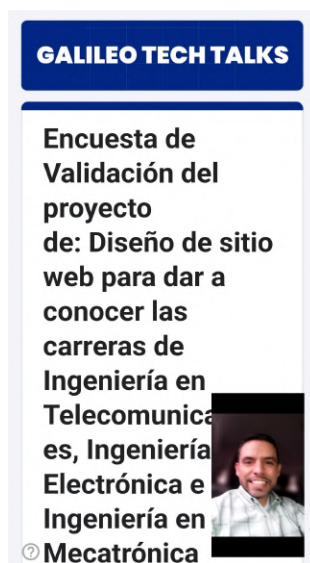 GALILEO TECH TALKS
Encuesta de
Validación del
proyecto
de: Diseño de sitio
web para dar a
conocer las
carreras de
Ingeniería en
es, Ingeniería
Electrónica e
Ingeniería en
Mecatrónica